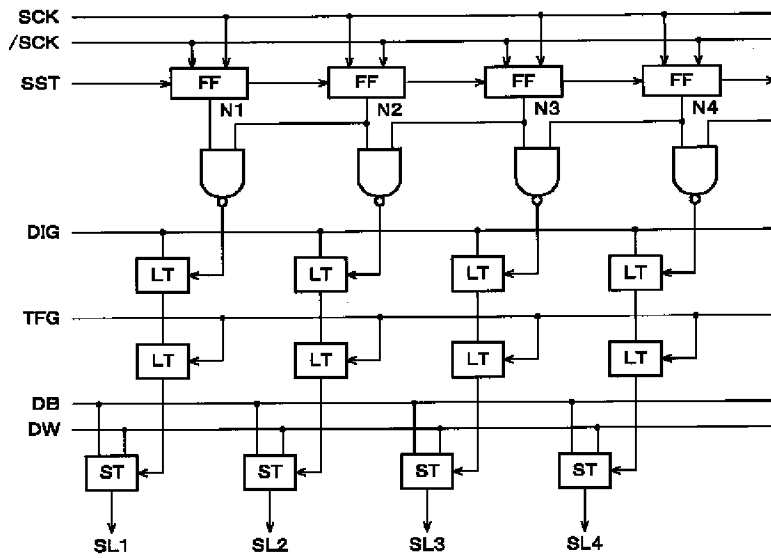 SCK
/SCK
SST FF FF FF FF
N1 N2 N3 N4
DIG
LT LT LT LT
TFG
LT LT LT LT
DB
DW
ST ST ST ST
SL1 SL2 SL3 SL4